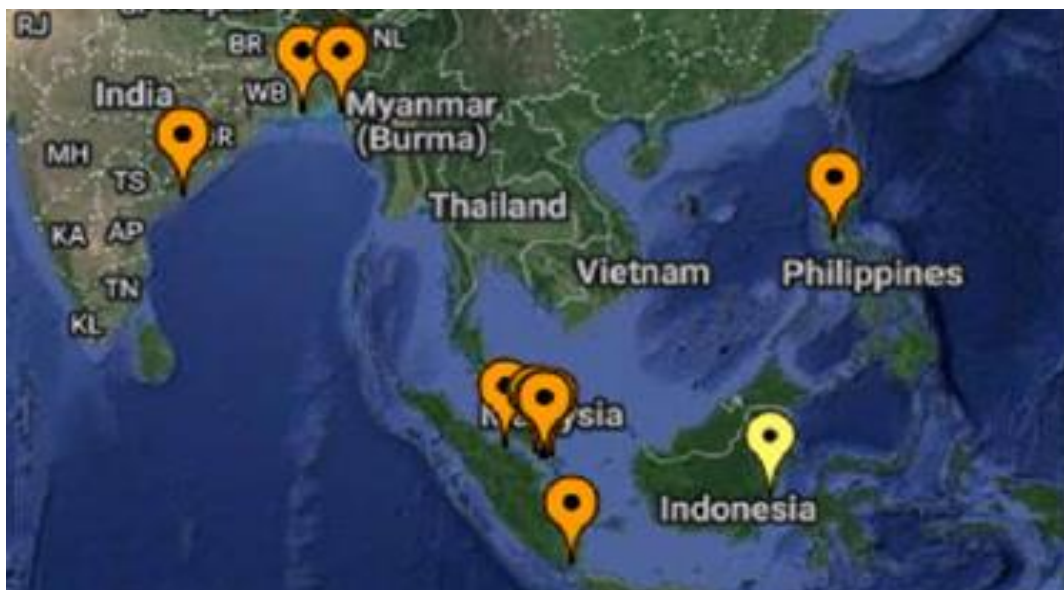 RJ
BR
NL
India
WB
Myanmar
(Burma)
MH
TS
Thailand
KA
AP
Vietnam
Philippines
TN
KL
Indonesia